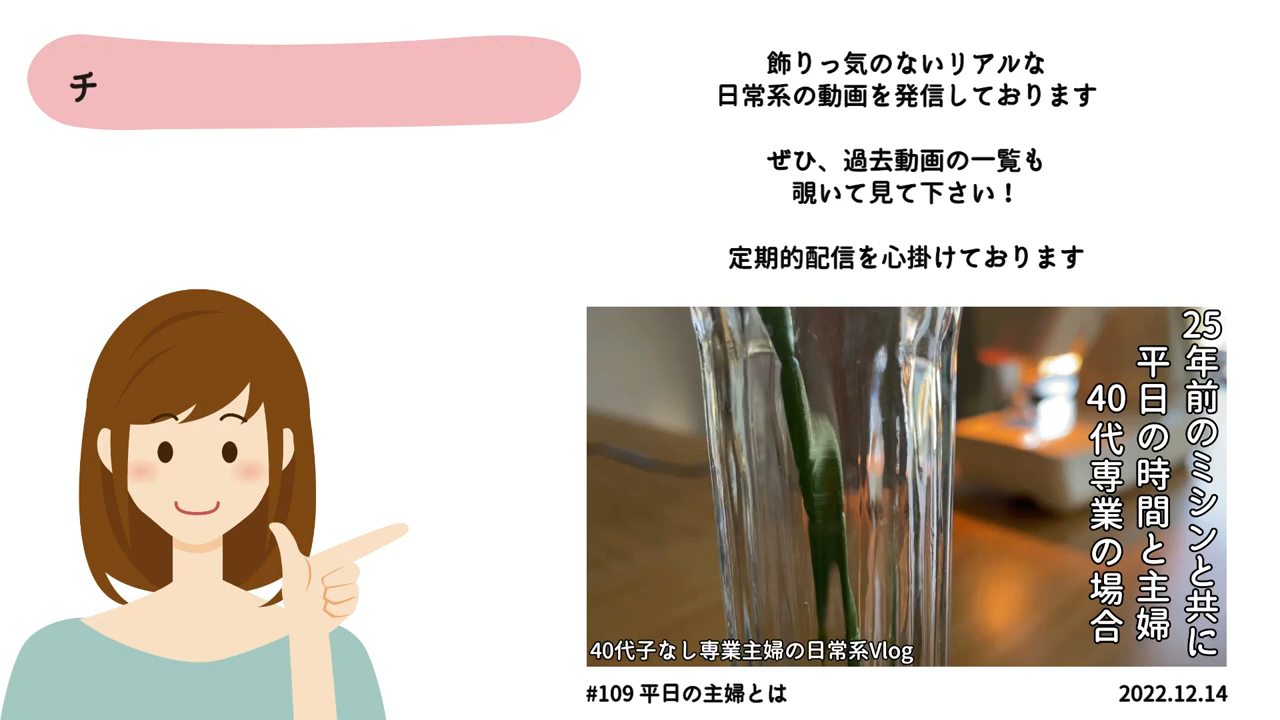 チ
飾りっ気のないリアルな
日常系の動画を発信しております
ぜひ、過去動画の一覧も
覗いて見て下さい！
定期的配信を心掛けております
25年前のミシンと共に
平日の時間と主婦
40代専業の場合
40代子なし専業主婦の日常系Vlog
#109 平日の主婦とは
2022.12.14